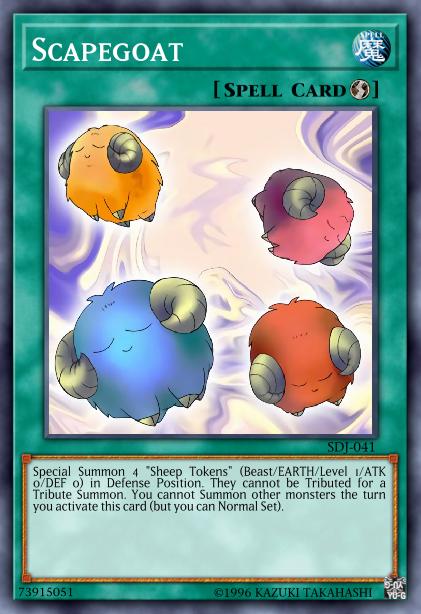 SCAPEGOAT
SPELL
魔
[SPELL CARD]
SDJ-041
Special Summon 4 "Sheep Tokens" (Beast/EARTH/Level 1/ATK
0/DEF 0) in Defense Position. They cannot be Tributed for a
Tribute Summon. You cannot Summon other monsters the turn
you activate this card (but you can Normal Set).
73915051
©1996 KAZUKI TAKAHASHI